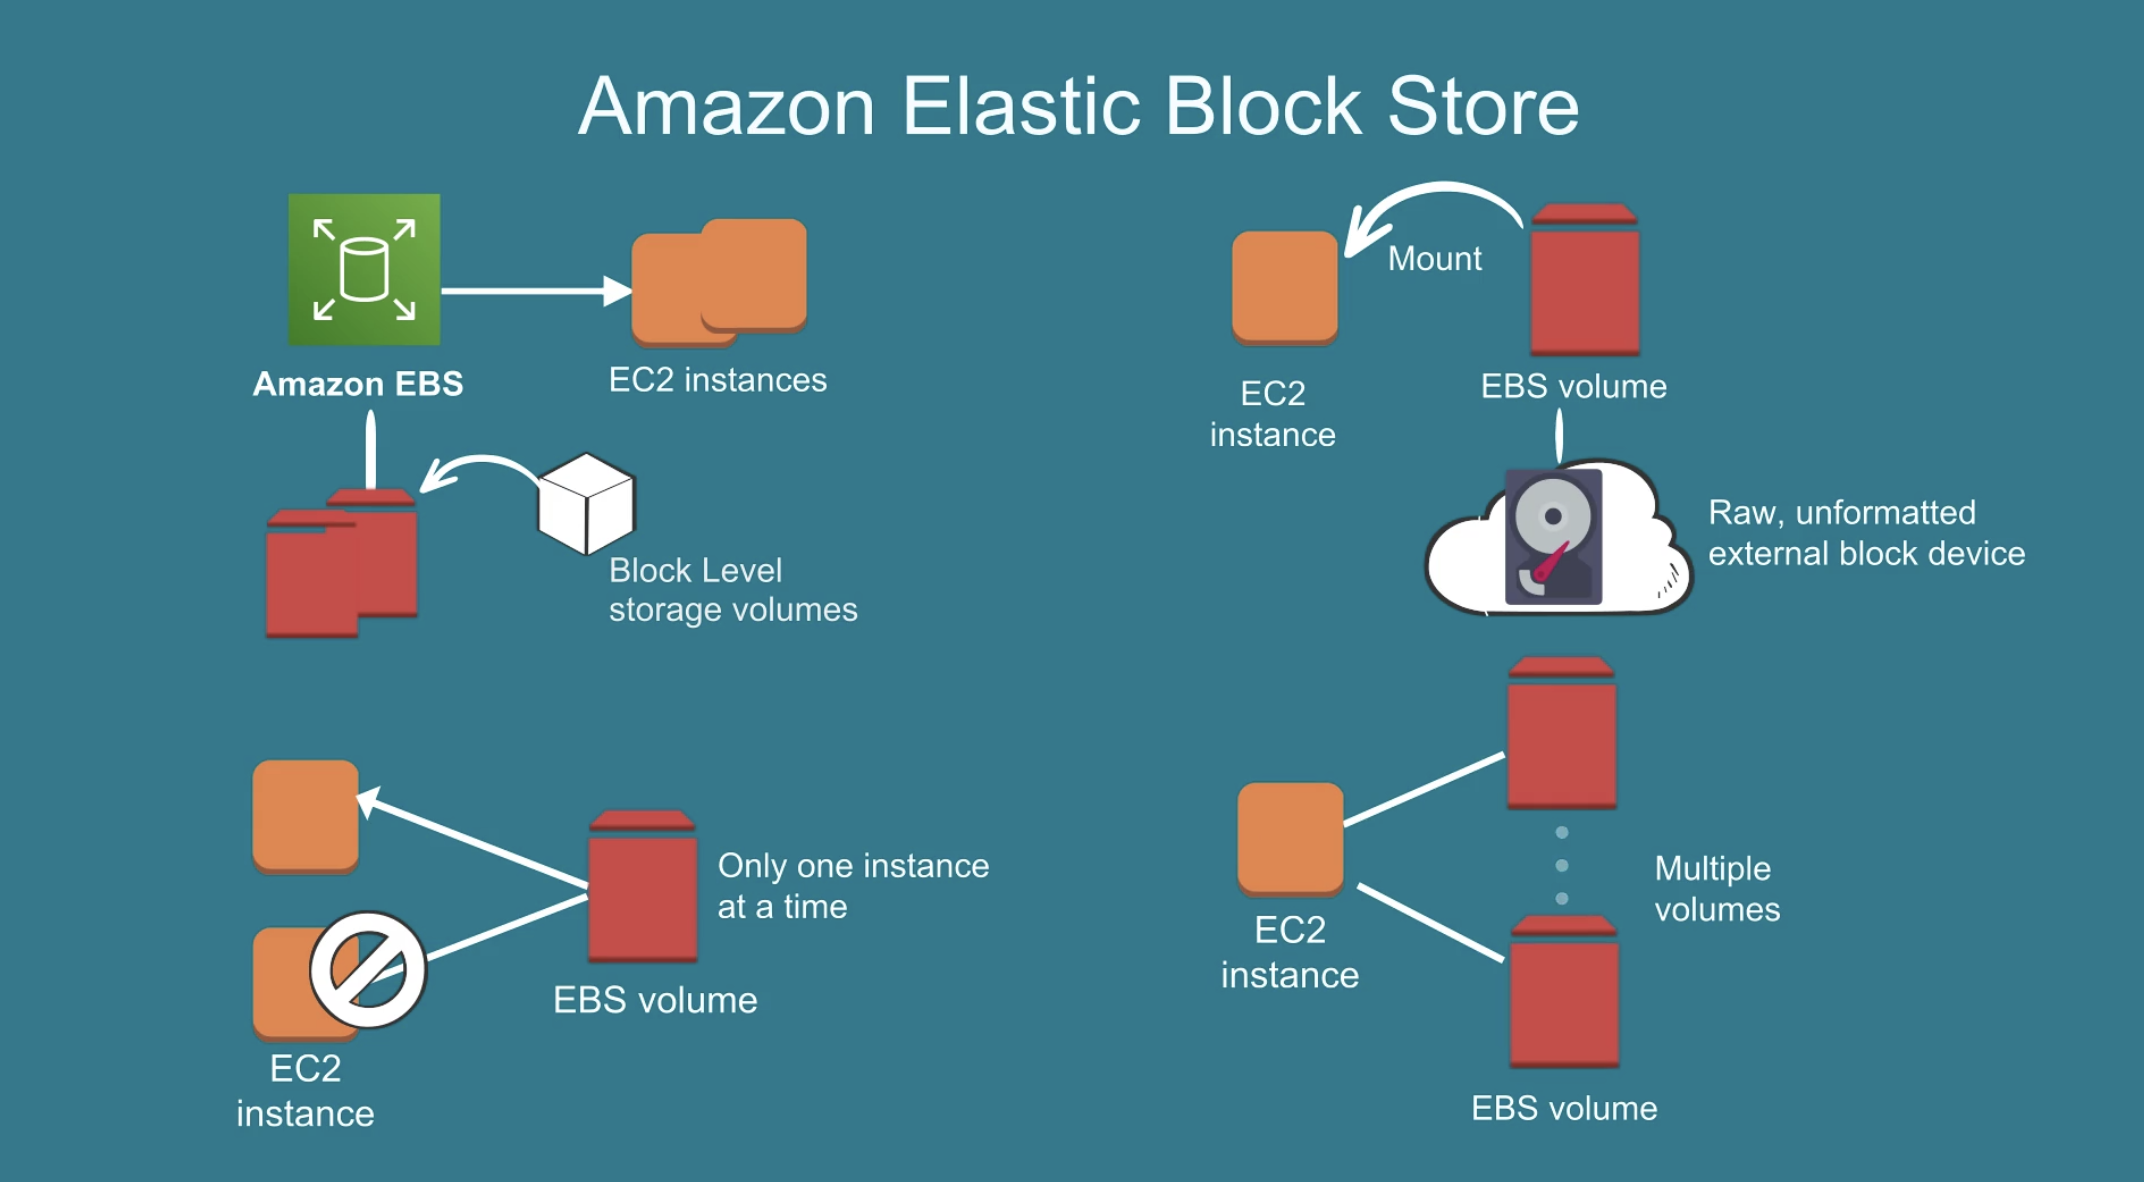 Amazon Elastic Block Store
Amazon EBS
EC2 instances
Block Level
storage volumes
Mount
EC2
instance
EBS volume
Raw, unformatted
external block device
Only one instance
at a time
EBS volume
EC2
instance
EC2
instance
Multiple
volumes
EBS volume